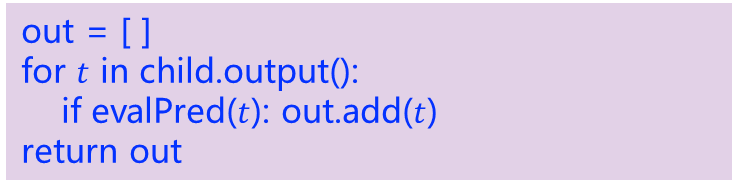 out = [ ]
for t in child.output():
    if evalPred(t): out.add(t)
return out